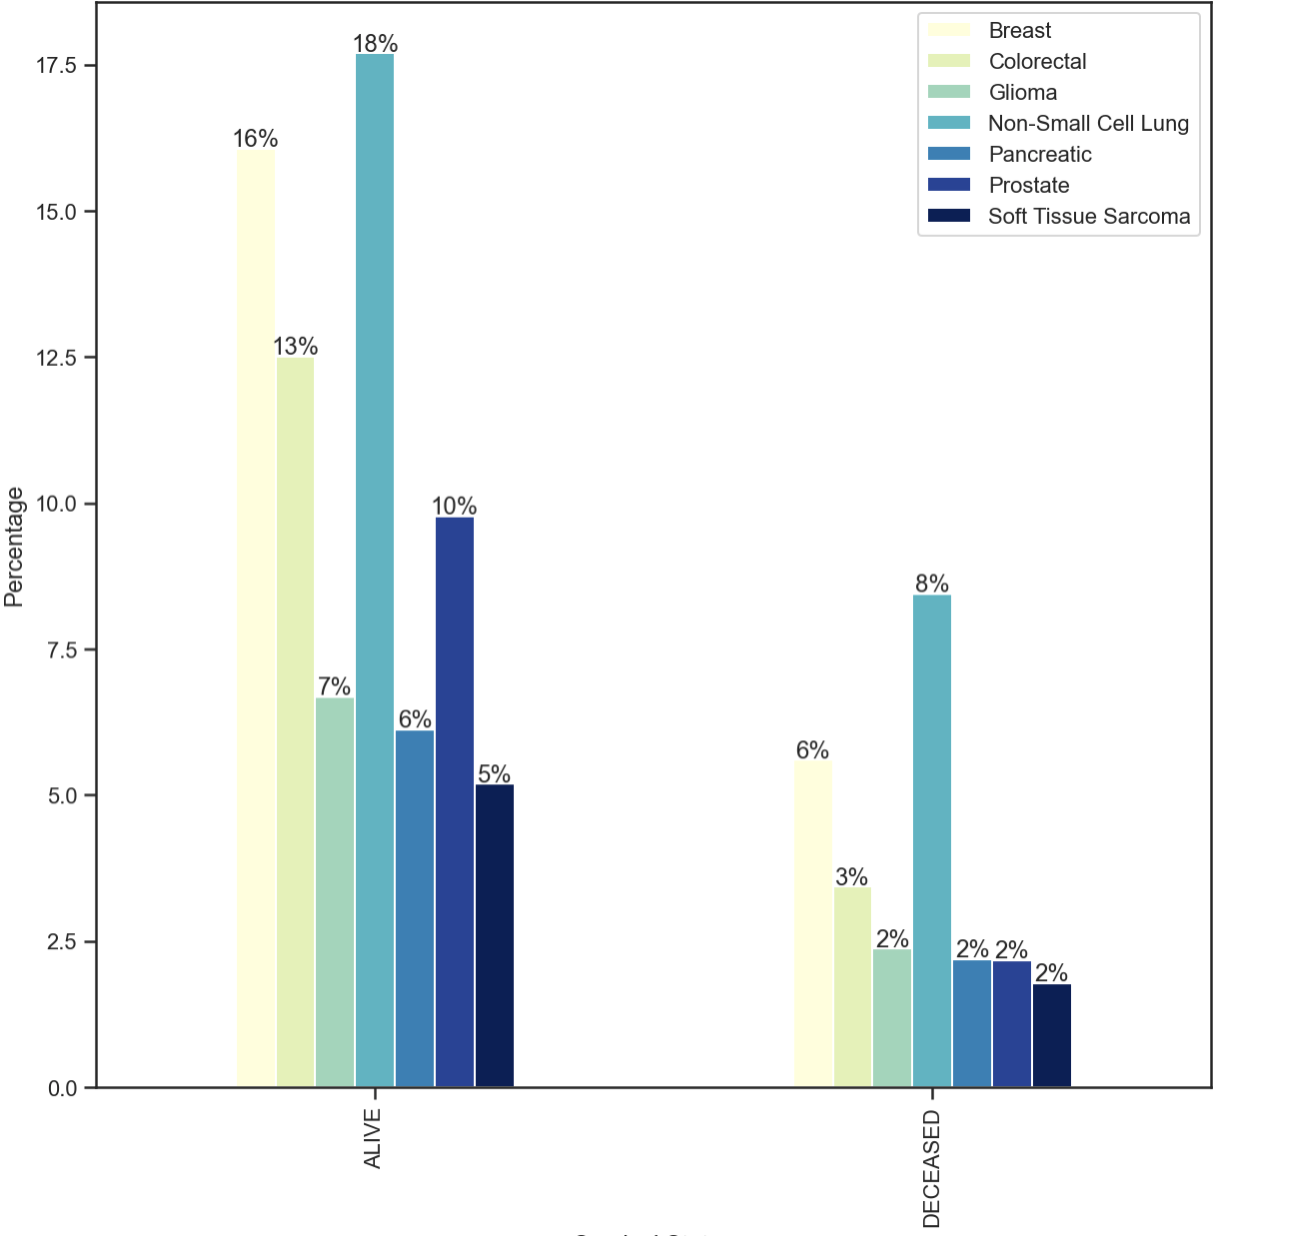 Breast
Colorectal
Glioma
Non-Small Cell Lung
Pancreatic
Prostate
Soft Tissue Sarcoma
Percentage
17.5
15.0
12.5
10.0
7.5
5.0
2.5
0.0
16%
13%
7%
18%
6%
10%
5%
6%
3%
2%
8%
2%
2%
2%
ALIVE
DECEASED